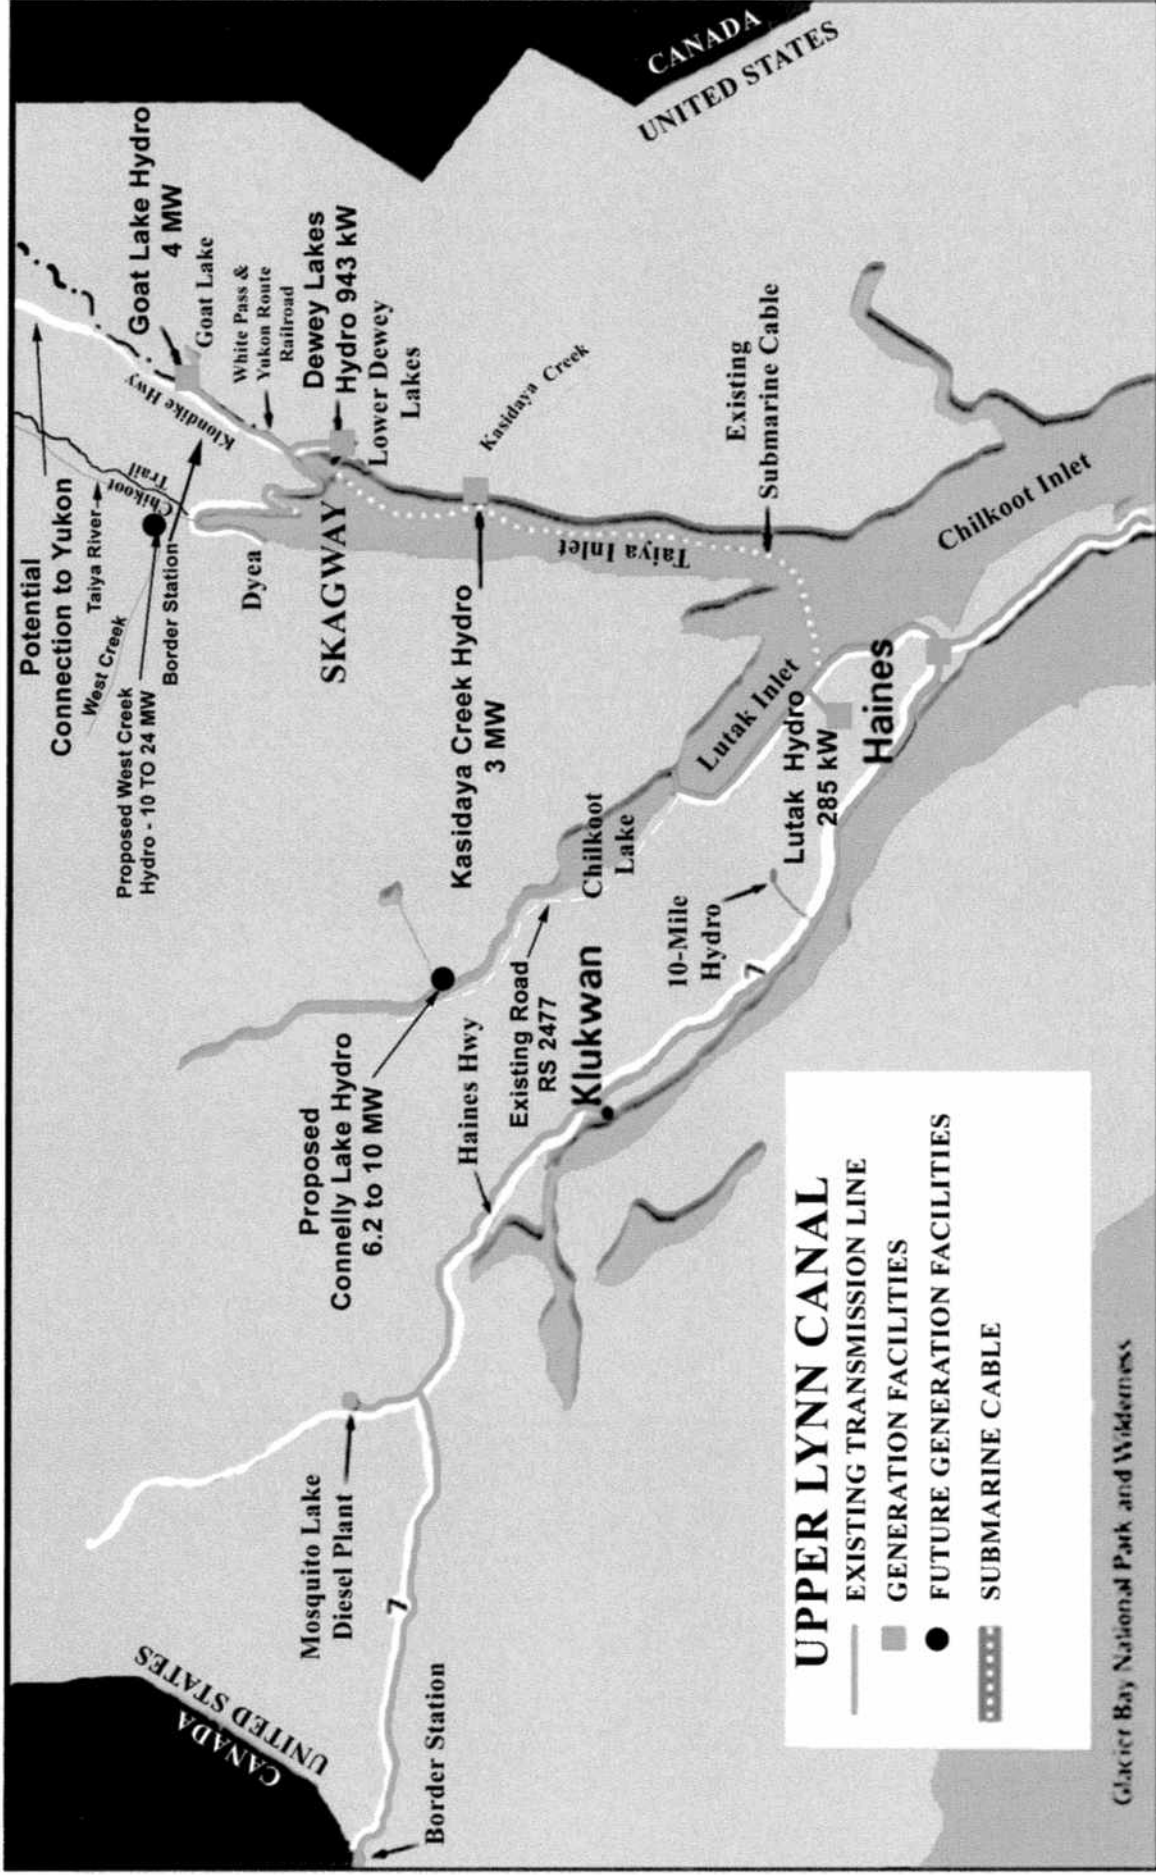 CANADA
UNITED STATES
Border Station
Mosquito Lake
Diesel Plant
7
Proposed
Connelly Lake Hydro
6.2 to 10 MW
Haines Hwy
Existing Road
RS 2477
Klukwan
10-Mile
Hydro
7
Chilkoot
Lake
Lutak Hydro
285 kW
Haines
Lutak Inlet
Kasidaya Creek Hydro
3 MW
Potential
Connection to Yukon
Taiya River
West Creek
Proposed West Creek
Hydro - 10 TO 24 MW
Border Station
Chikoot
Trail
Dyea
SKAGWAY
Klondike Hwy
Goat Lake Hydro
4 MW
Goat Lake
White Pass &
Yukon Route
Railroad
Dewey Lakes
Hydro 943 kW
Lower Dewey
Lakes
Kasidaya Creek
Taiya Inlet
Existing
Submarine Cable
Chilkoot Inlet
CANADA
UNITED STATES
UPPER LYNN CANAL
EXISTING TRANSMISSION LINE
GENERATION FACILITIES
FUTURE GENERATION FACILITIES
SUBMARINE CABLE
Glacier Bay National Park and Wilderness